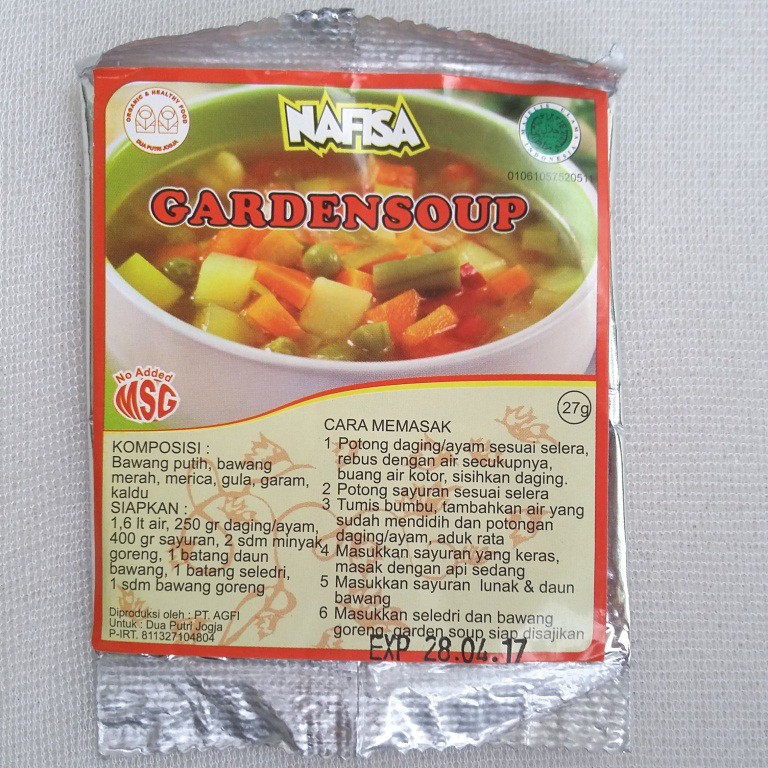 ORGANIC & HEALTHY FOOD
DUA PUTRI JOGJA
NAFISA
MAJELIS ULAMA
INDONESIA
01061057520511
GARDENSOUP
No Added
MSG
27g
KOMPOSISI :
Bawang putih, bawang
merah, merica, gula, garam,
kaldu
SIAPKAN :
1,6 lt air, 250 gr daging/ayam,
400 gr sayuran, 2 sdm minyak
goreng, 1 batang daun
bawang, 1 batang seledri,
1 sdm bawang goreng
Diproduksi oleh : PT. AGFI
Untuk : Dua Putri Jogja
P-IRT. 811327104804
CARA MEMASAK
1 Potong daging/ayam sesuai selera,
rebus dengan air secukupnya,
buang air kotor, sisihkan daging.
2 Potong sayuran sesuai selera
3 Tumis bumbu, tambahkan air yang
sudah mendidih dan potongan
daging/ayam, aduk rata
4 Masukkan sayuran yang keras,
masak dengan api sedang
5 Masukkan sayuran lunak & daun
bawang
6 Masukkan seledri dan bawang
goreng, garden soup siap disajikan
EXP 28.04.17